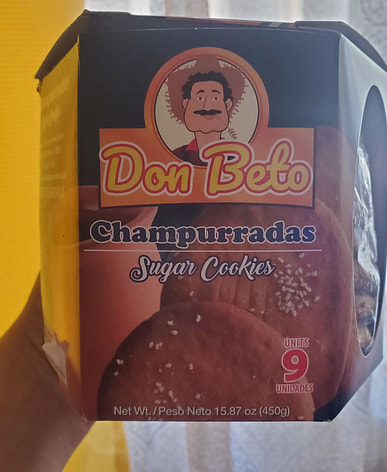 Don Beto
Champurradas
Sugar Cookies
UNITS
9
UNIDADES
Net Wt. / Peso Neto 15.87 oz (450g)